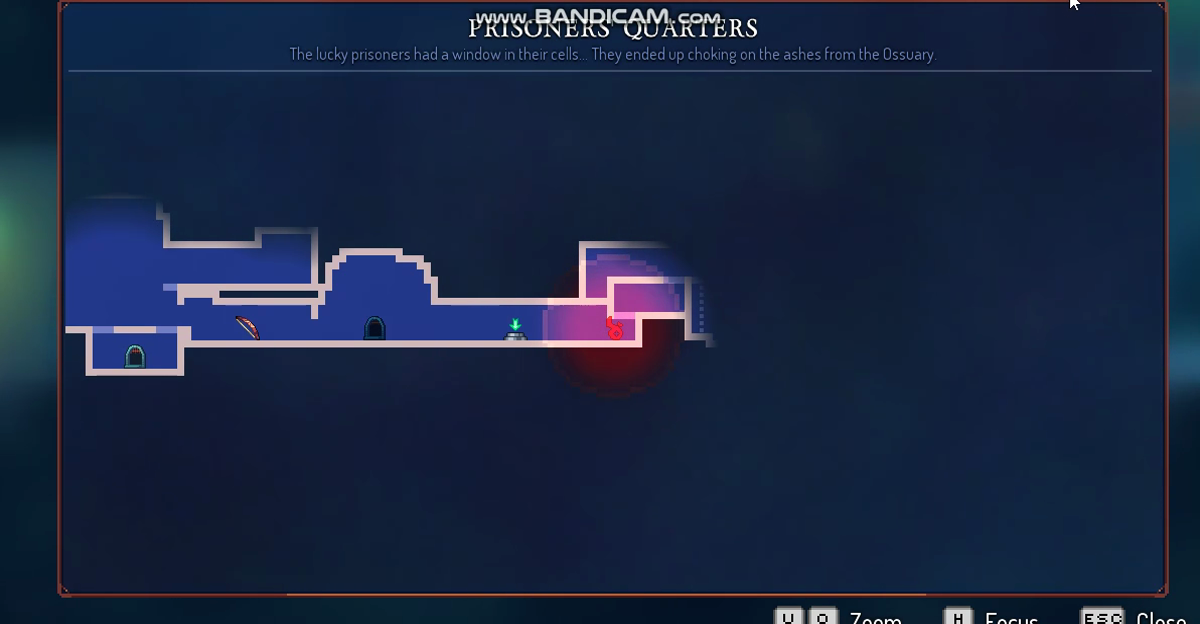 www.BANDICAM.com
PRISONERS' QUARTERS
The lucky prisoners had a window in their cells... They ended up choking on the ashes from the Ossuary.
Zoom Focus ESC Close